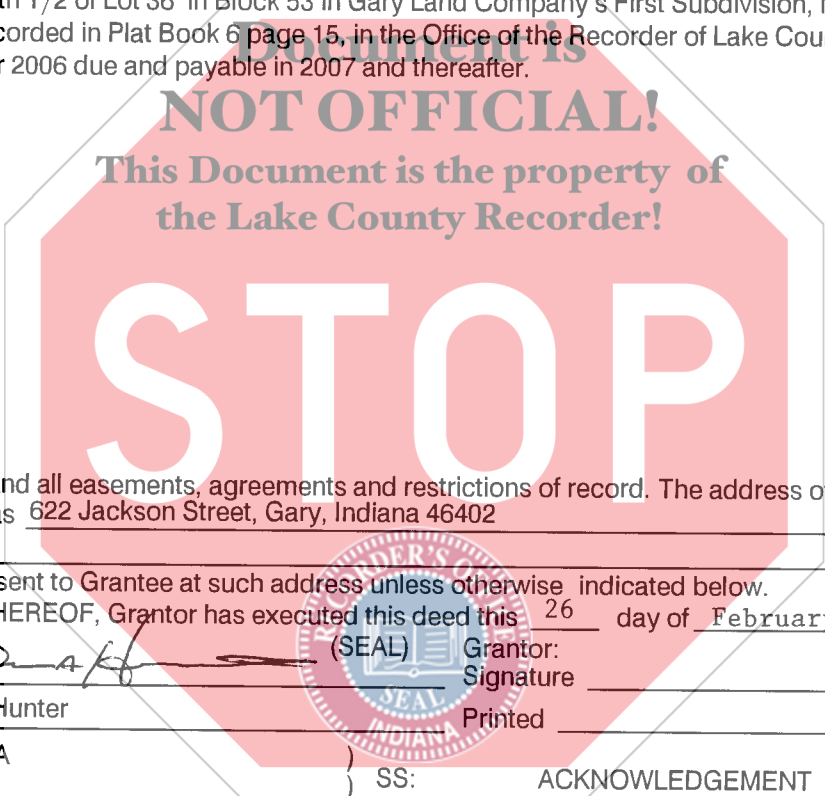 1/2 of Lot 36 in Block 53 in Gary Land Company's First Subdivision,
corded in Plat Book 6 page 15, in the Office of the Recorder of Lake Cou
Document is
r 2006 due and payable in 2007 and thereafter.
NOT OFFICIAL!
This Document is the property of
the Lake County Recorder!
STOP
nd all easements, agreements and restrictions of record. The address o
s 622 Jackson Street, Gary, Indiana 46402
sent to Grantee at such address unless otherwise indicated below.
HEREOF, Grantor has executed this deed this 26 day of Februar
RECORDER'S OFFICE
(SEAL) Grantor:
Signature
SEAL
Hunter Printed
INDIANA
A
) SS: ACKNOWLEDGEMENT